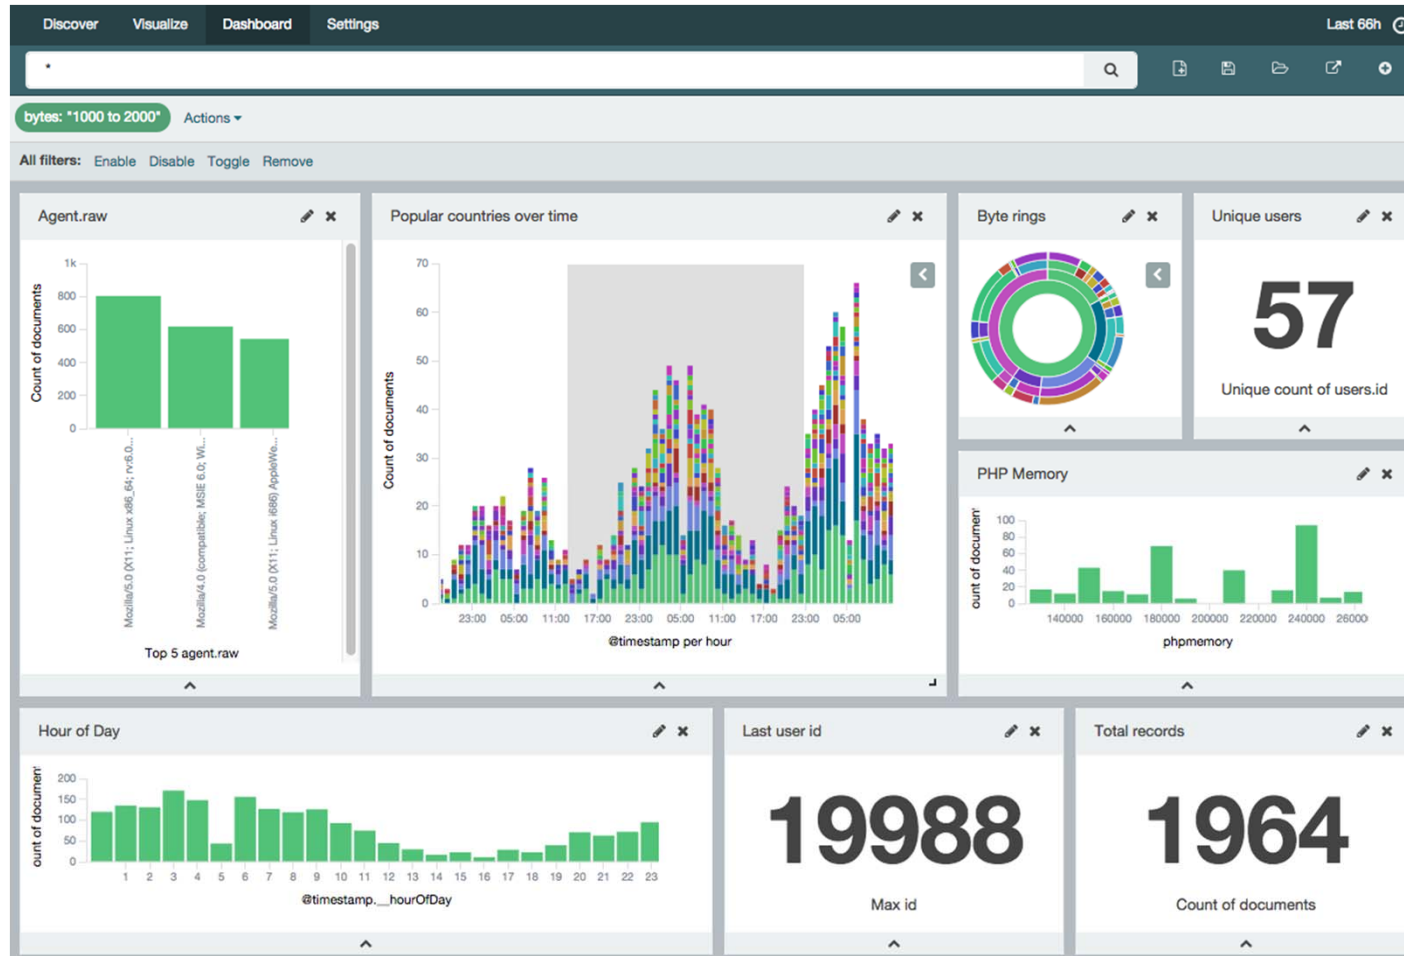 Discover Visualize Dashboard Settings Last 66h
*
bytes: "1000 to 2000" Actions
All filters: Enable Disable Toggle Remove
Agent.raw
1k
800
600
400
200
0
Count of documents
Mozilla/5.0 (X11; Linux x86_64; rv:6.0...
Mozilla/4.0 (compatible; MSIE 6.0; Wi...
Mozilla/5.0 (X11; Linux i686) AppleWe...
Top 5 agent.raw
Popular countries over time
70
60
50
40
30
20
10
0
Count of documents
23:00 05:00 11:00 17:00 23:00 05:00 11:00 17:00 23:00 05:00
@timestamp per hour
Byte rings
Unique users
57
Unique count of users.id
PHP Memory
100
80
60
40
20
0
ount of documen
140000 160000 180000 200000 220000 240000 26000
phpmemory
Hour of Day
200
150
100
50
0
ount of documen
1 2 3 4 5 6 7 8 9 10 11 12 13 14 15 16 17 18 19 20 21 22 23
@timestamp.__hourOfDay
Last user id
19988
Max id
Total records
1964
Count of documents